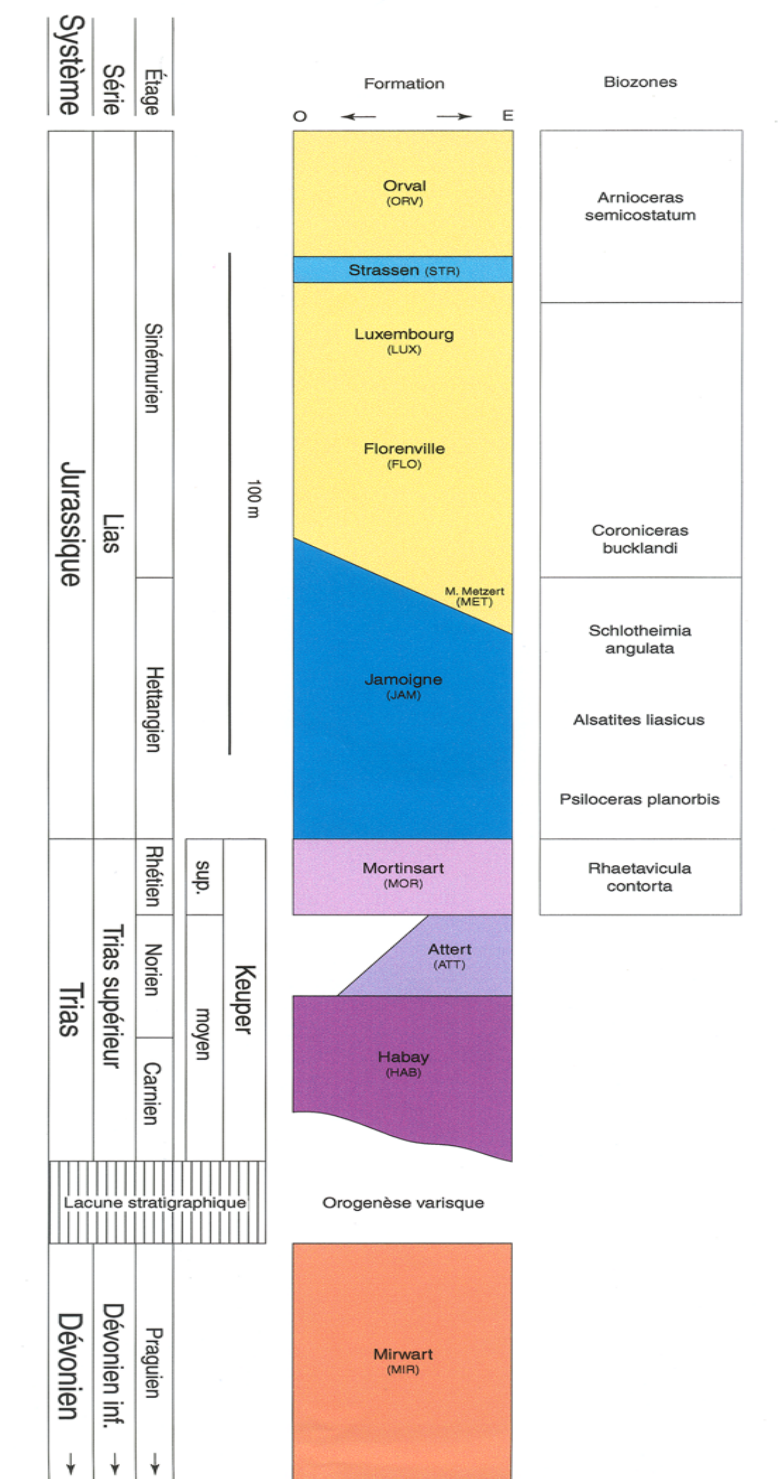 Système
Série
Étage
Formation
Biozones
O
E
Orval
(ORV)
Arnioceras
semicostatum
Strassen (STR)
Sinémurien
Luxembourg
(LUX)
Florenville
(FLO)
100 m
Jurassique
Lias
Coroniceras
bucklandi
M. Metzert
(MET)
Hettangien
Schlotheimia
angulata
Jamoigne
(JAM)
Alsatites liasicus
Psiloceras planorbis
Rhétien
sup.
Mortinsart
(MOR)
Rhaetavicula
contorta
Trias
Trias supérieur
Norien
moyen
Keuper
Attert
(ATT)
Carnien
Habay
(HAB)
Lacune stratigraphique
Orogenèse varisque
Dévonien
Dévonien inf.
Praguien
Mirwart
(MIR)